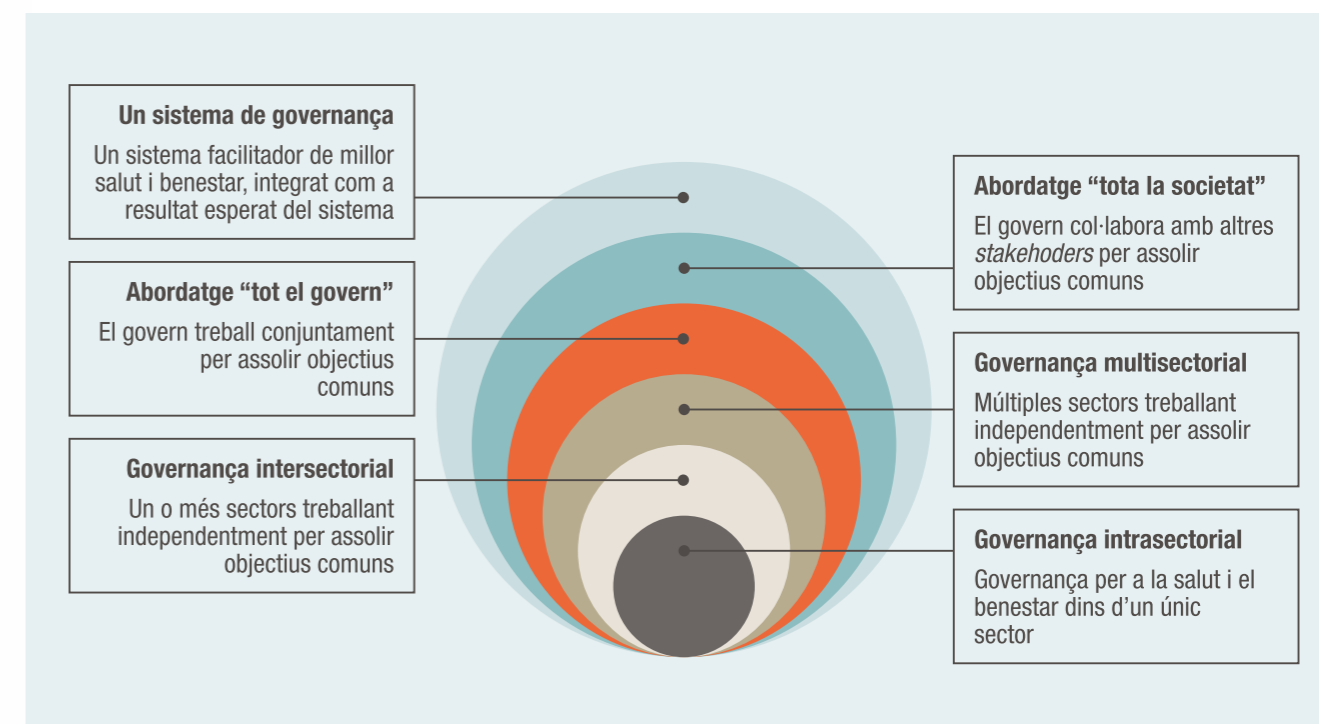 Un sistema de governança
Un sistema facilitador de millor
salut i benestar, integrat com a
resultat esperat del sistema
Abordatge “tot el govern”
El govern treball conjuntament
per assolir objectius
comuns
Governança intersectorial
Un o més sectors treballant
independentment per assolir
objectius comuns
Abordatge “tota la societat”
El govern col·labora amb altres
stakehoders per assolir
objectius comuns
Governança multisectorial
Múltiples sectors treballant
independentment per assolir
objectius comuns
Governança intrasectorial
Governança per a la salut i el
benestar dins d’un únic
sector